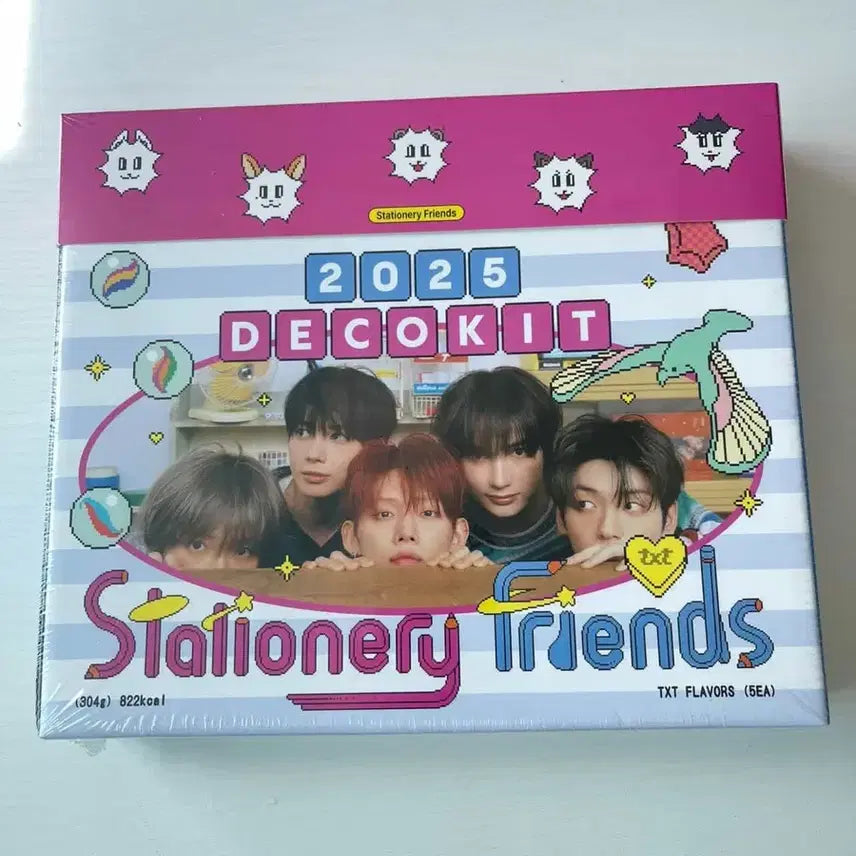 Stationery Friends
2025
DECOKIT
txt
Stationery Friends
(304g) 822kcal
TXT FLAVORS (5EA)